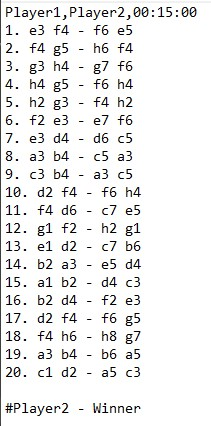 Player1,Player2,00:15:00
1. e3 f4 - f6 e5
2. f4 g5 - h6 f4
3. g3 h4 - g7 f6
4. h4 g5 - f6 h4
5. h2 g3 - f4 h2
6. f2 e3 - e7 f6
7. e3 d4 - d6 c5
8. a3 b4 - c5 a3
9. c3 b4 - a3 c5
10. d2 f4 - f6 h4
11. f4 d6 - c7 e5
12. g1 f2 - h2 g1
13. e1 d2 - c7 b6
14. b2 a3 - e5 d4
15. a1 b2 - d4 c3
16. b2 d4 - f2 e3
17. d2 f4 - f6 g5
18. f4 h6 - h8 g7
19. a3 b4 - b6 a5
20. c1 d2 - a5 c3
#Player2 - Winner